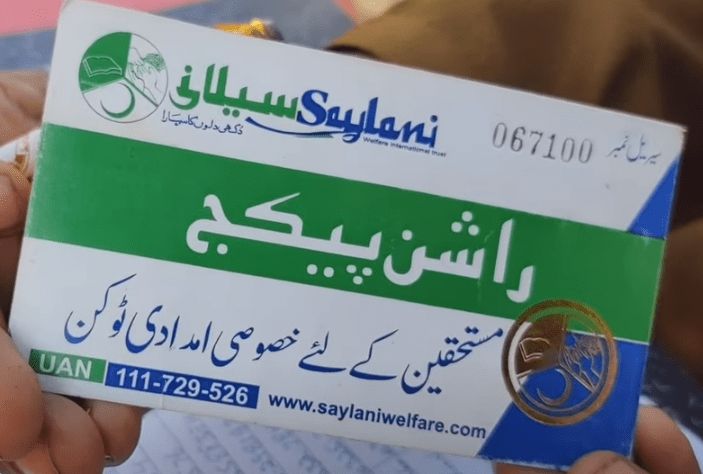 سیلانی Saylani
دکھی دلوں کا سہارا
Welfare international trust
067100 سیریل نمبر
راشن پیکج
مستحقین کے لئے خصوصی امدادی ٹوکن
UAN 111-729-526 www.saylaniwelfare.com